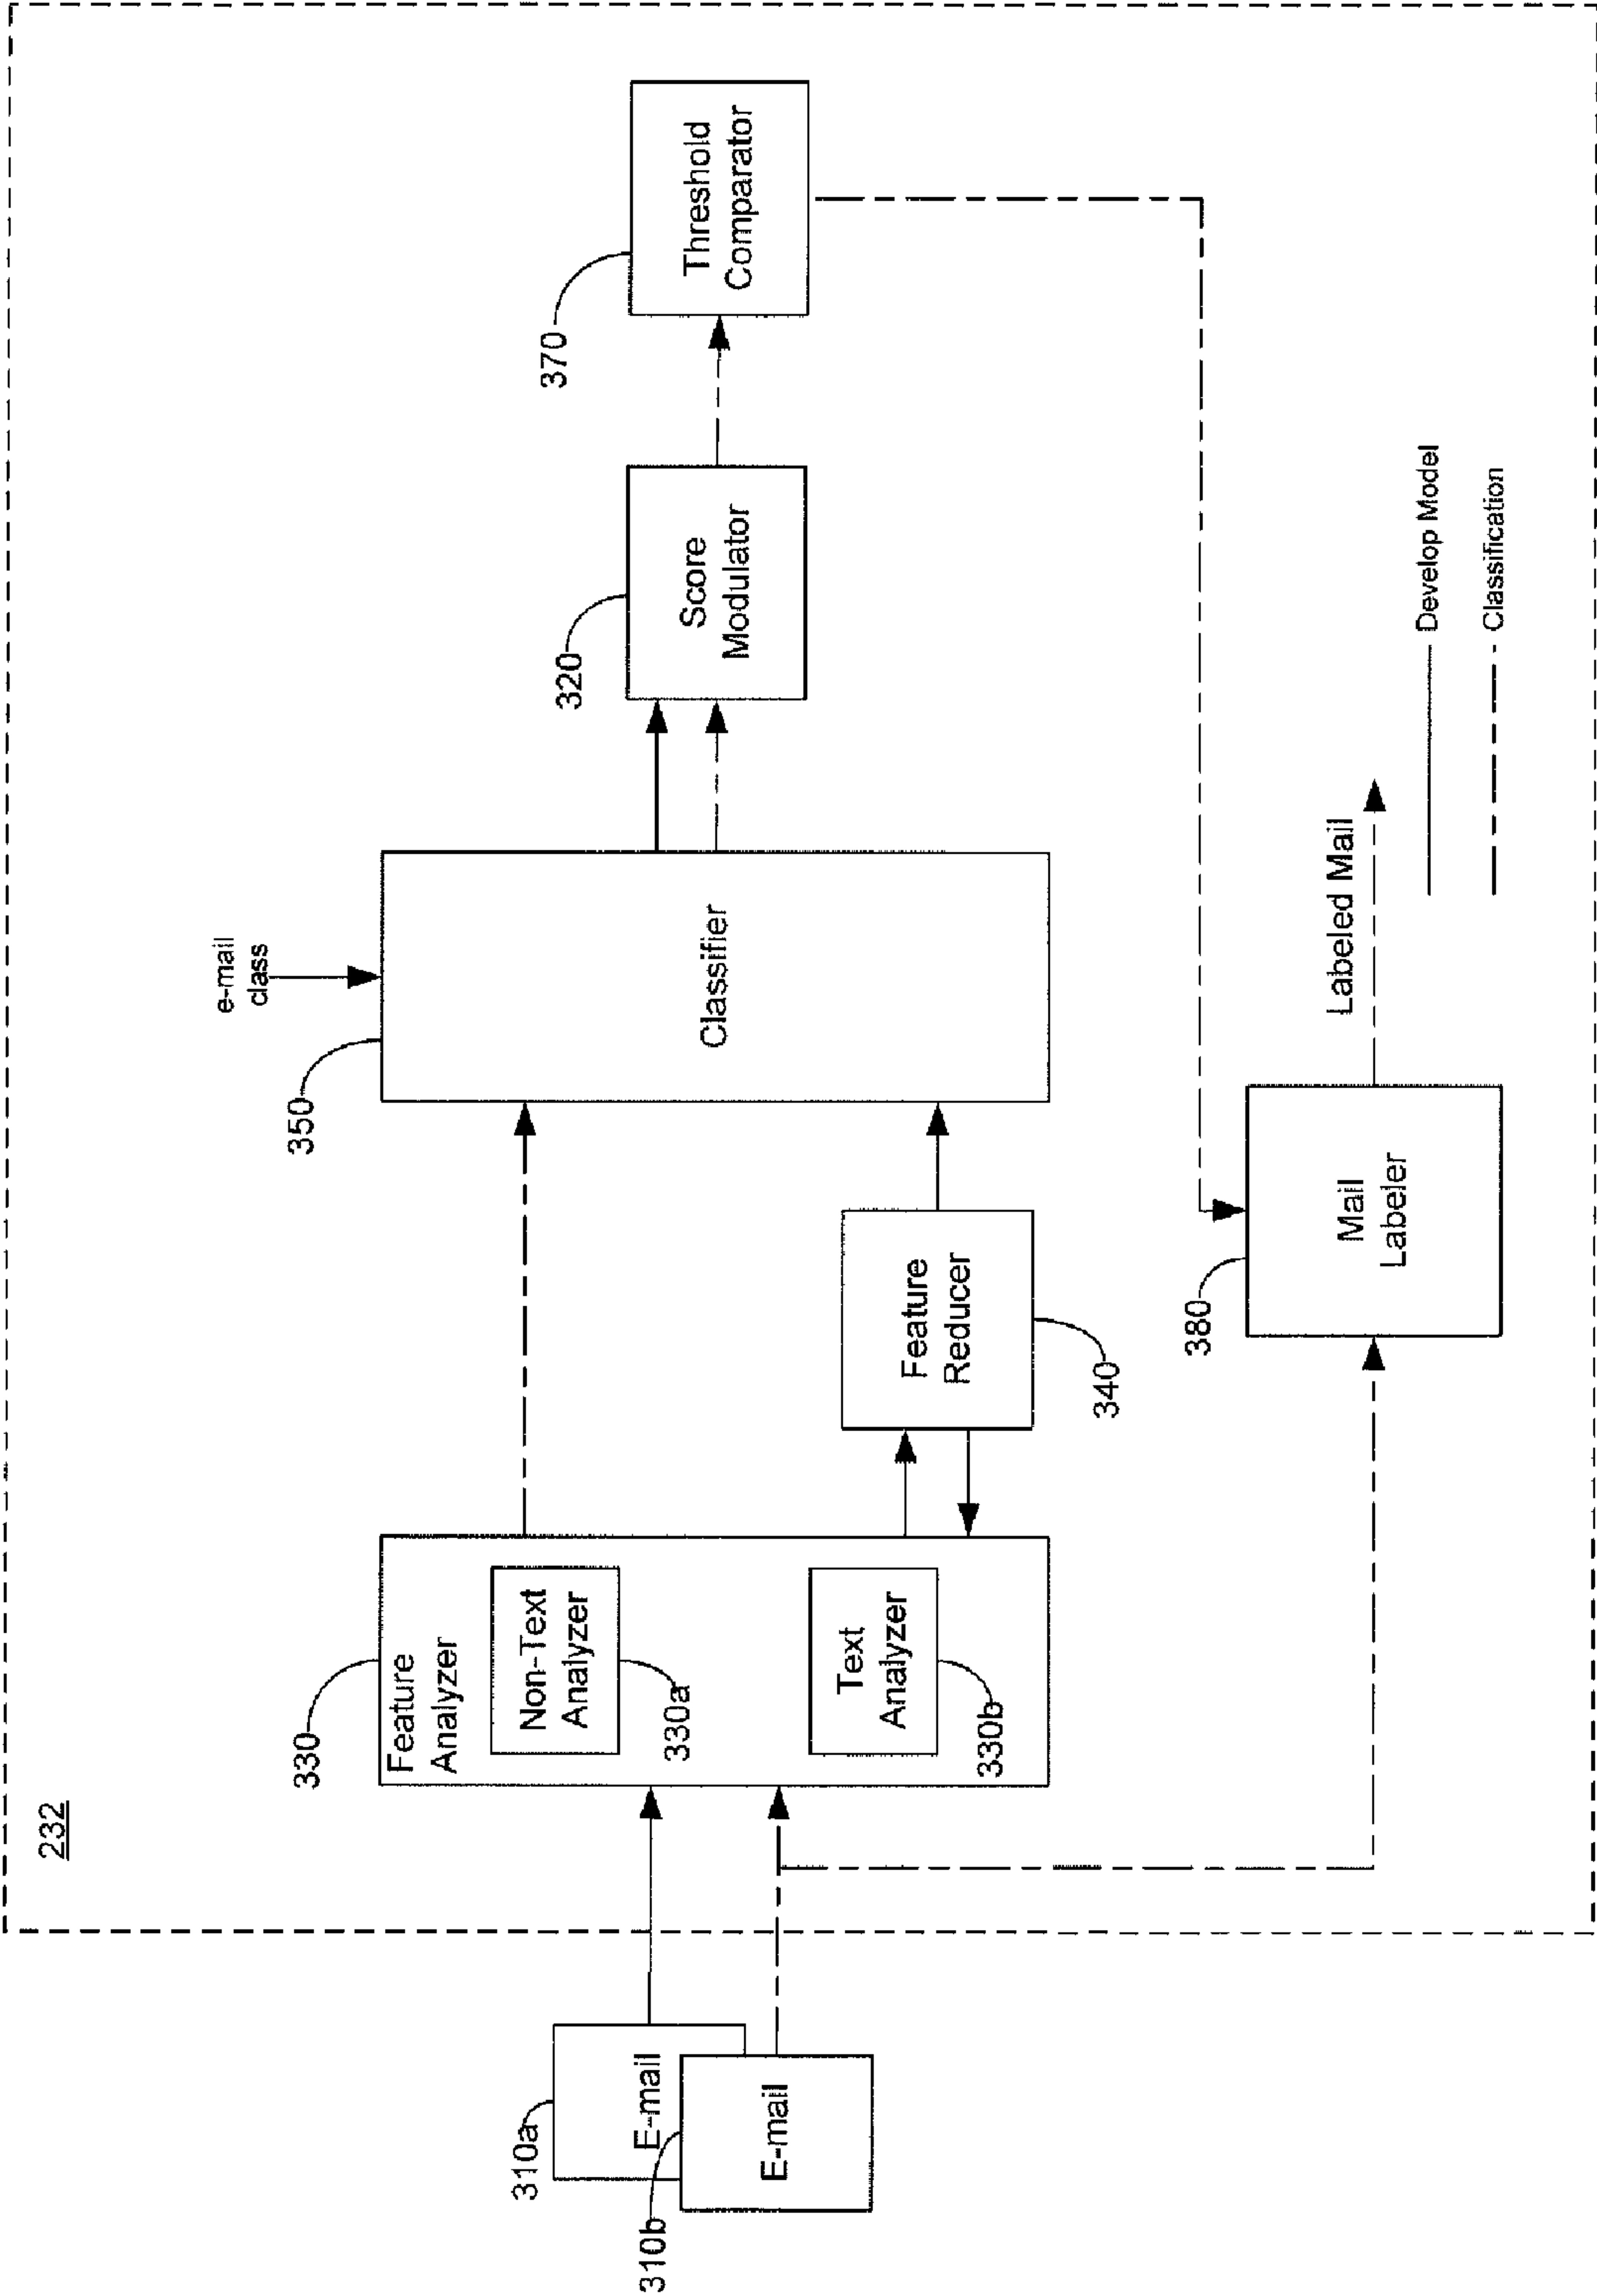 232
310a
E-mail
310b
E-mail
330
Feature
Analyzer
Non-Text
Analyzer
330a
Text
Analyzer
330b
Feature
Reducer
340
350
e-mail
class
Classifier
320
Score
Modulator
370
Threshold
Comparator
380
Mail
Labeler
Labeled Mail
Develop Model
Classification